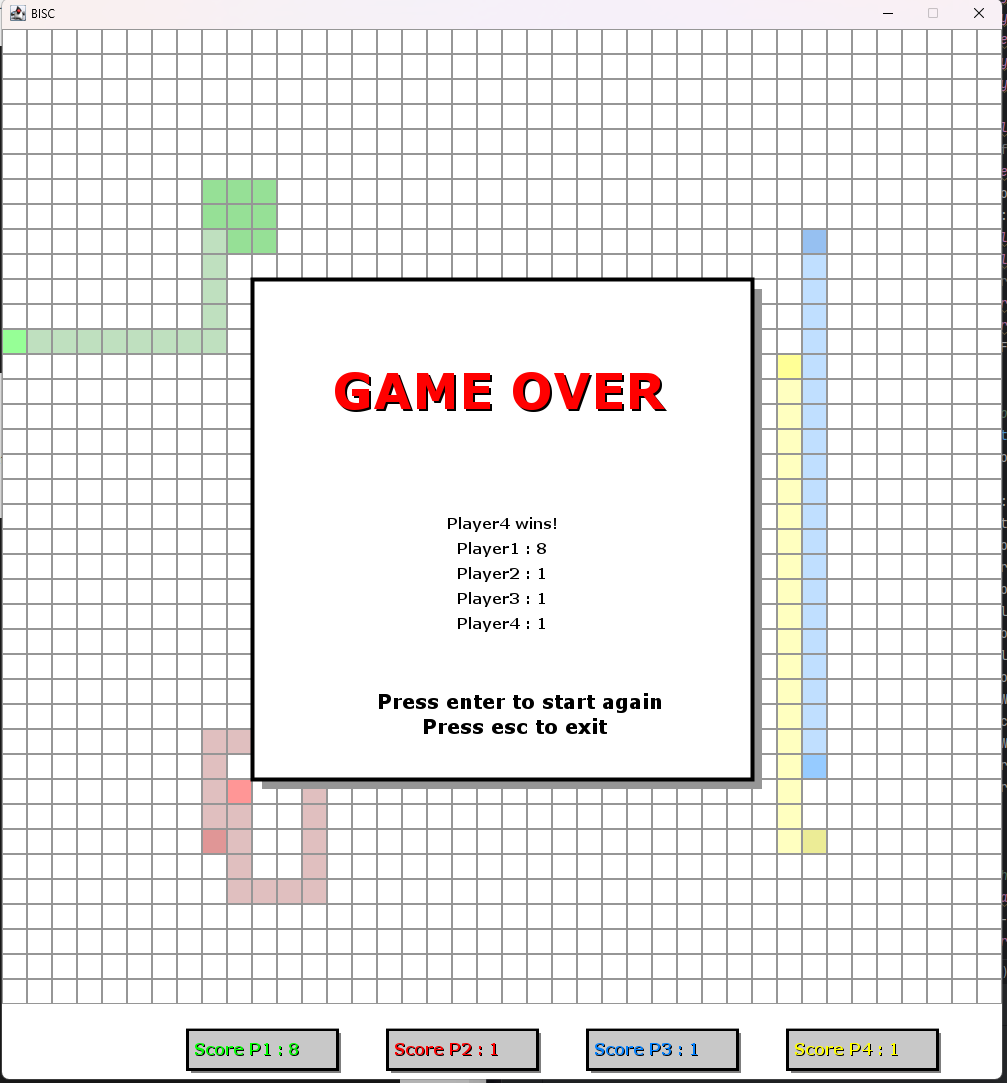 BISC
GAME OVER
Player4 wins!
Player1 : 8
Player2 : 1
Player3 : 1
Player4 : 1
Press enter to start again
Press esc to exit
Score P1 : 8
Score P2 : 1
Score P3 : 1
Score P4 : 1